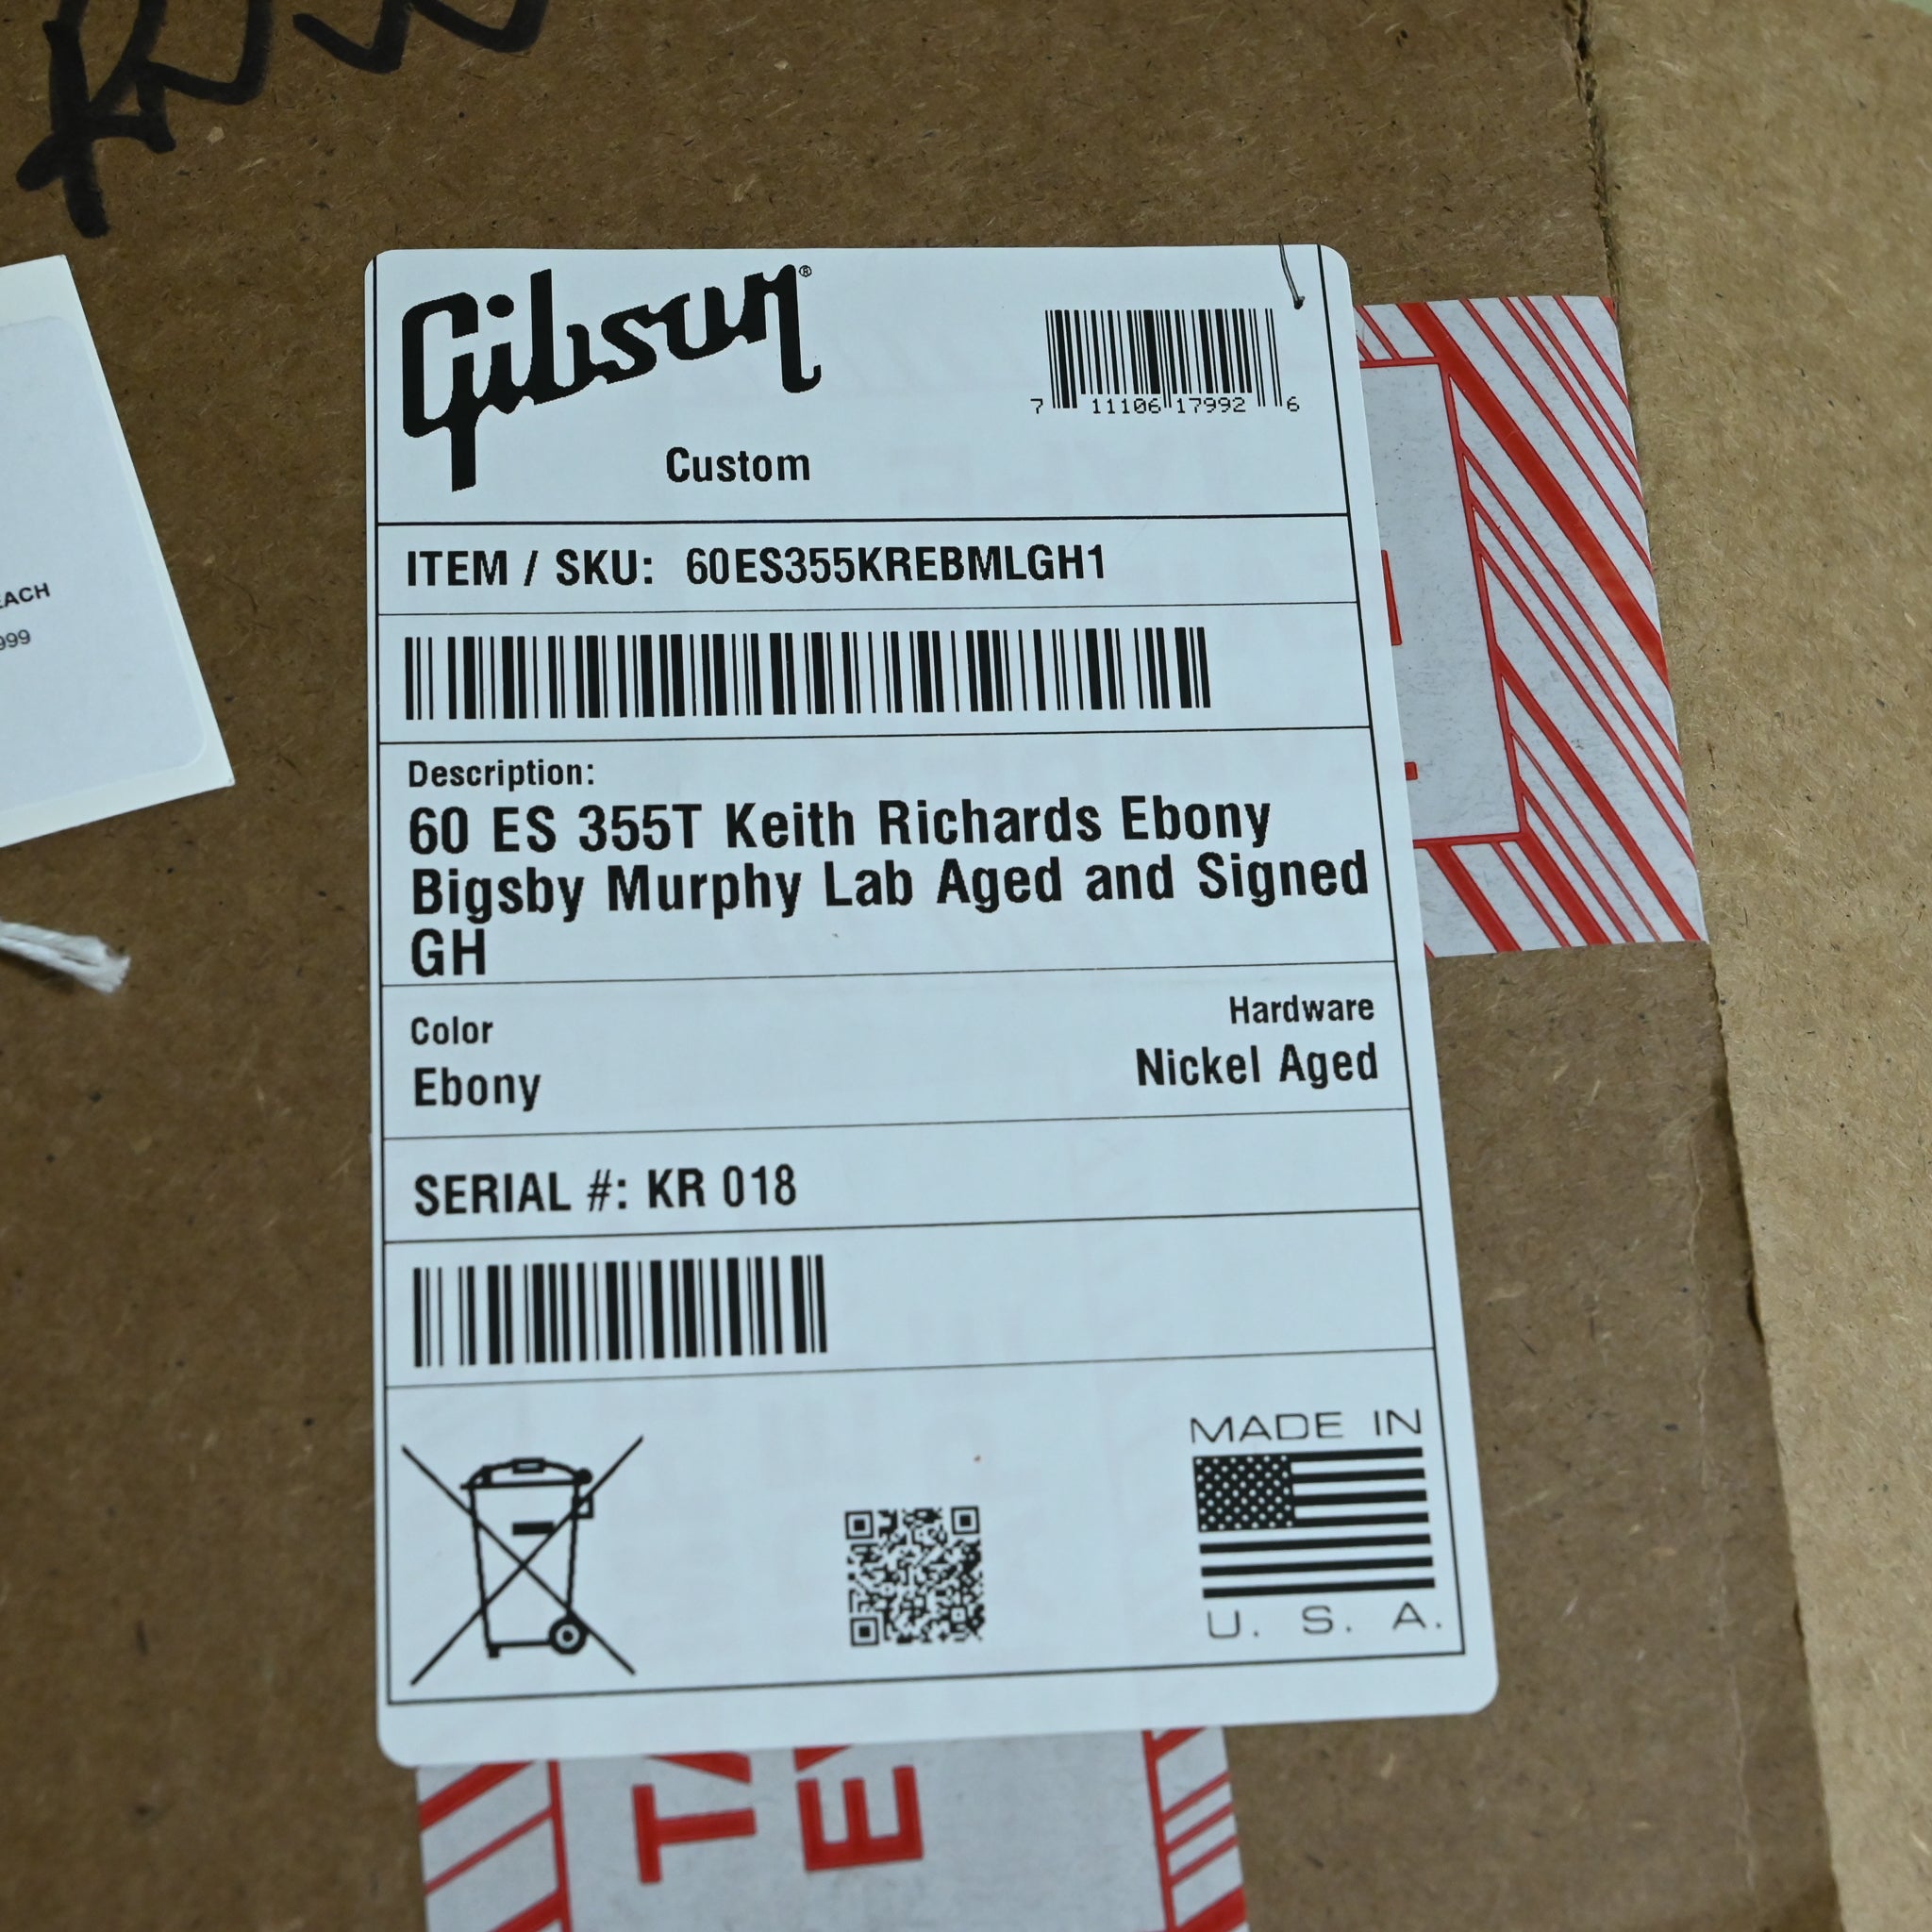 Gibson®
Custom
7 11106 17992 6
ITEM / SKU: 60ES355KREBMLGH1
Description:
60 ES 355T Keith Richards Ebony
Bigsby Murphy Lab Aged and Signed
GH
Color
Ebony
Hardware
Nickel Aged
SERIAL #: KR 018
MADE IN
U. S. A.